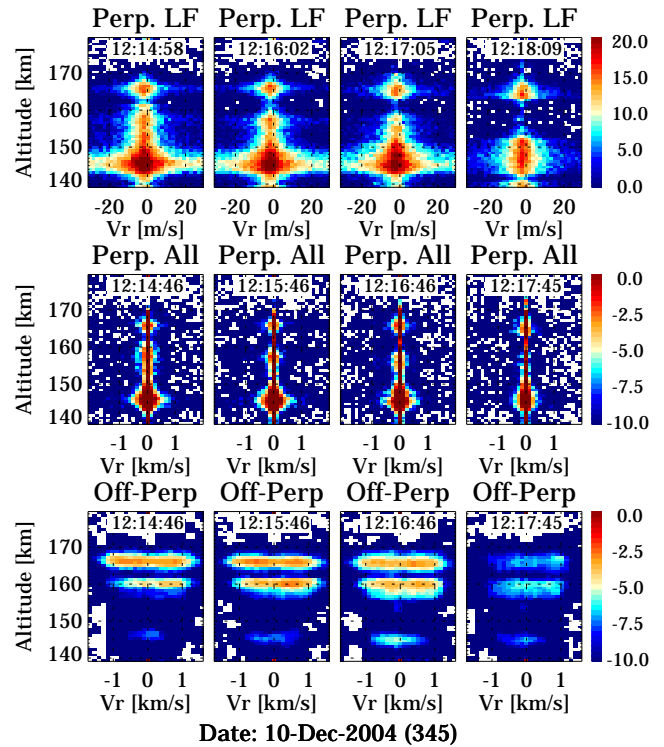 Perp. LF Perp. LF Perp. LF Perp. LF
12:14:58 12:16:02 12:17:05 12:18:09
Altitude [km]
170
160
150
140
20.0
15.0
10.0
5.0
0.0
-20 0 20 -20 0 20 -20 0 20 -20 0 20
Vr [m/s] Vr [m/s] Vr [m/s] Vr [m/s]
Perp. All Perp. All Perp. All Perp. All
12:14:46 12:15:46 12:16:46 12:17:45
Altitude [km]
170
160
150
140
0.0
-2.5
-5.0
-7.5
-10.0
-1 0 1 -1 0 1 -1 0 1 -1 0 1
Vr [km/s] Vr [km/s] Vr [km/s] Vr [km/s]
Off-Perp Off-Perp Off-Perp Off-Perp
12:14:46 12:15:46 12:16:46 12:17:45
Altitude [km]
170
160
150
140
0.0
-2.5
-5.0
-7.5
-10.0
-1 0 1 -1 0 1 -1 0 1 -1 0 1
Vr [km/s] Vr [km/s] Vr [km/s] Vr [km/s]
Date: 10-Dec-2004 (345)